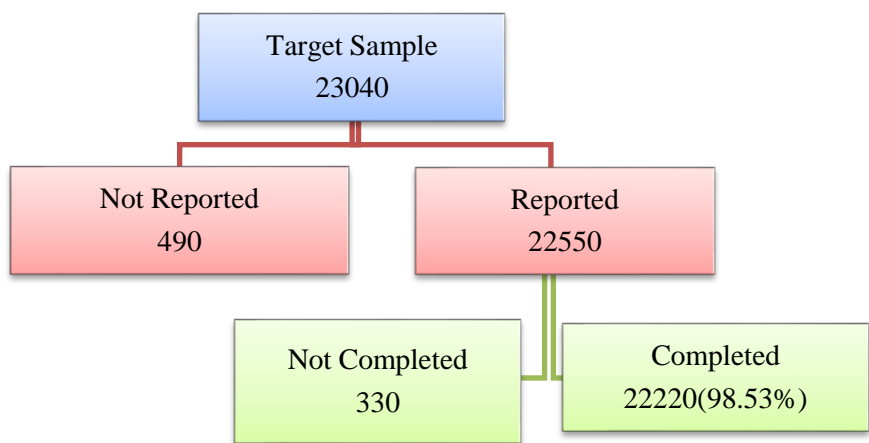 Target Sample
23040
Not Reported
490
Reported
22550
Not Completed
330
Completed
22220(98.53%)